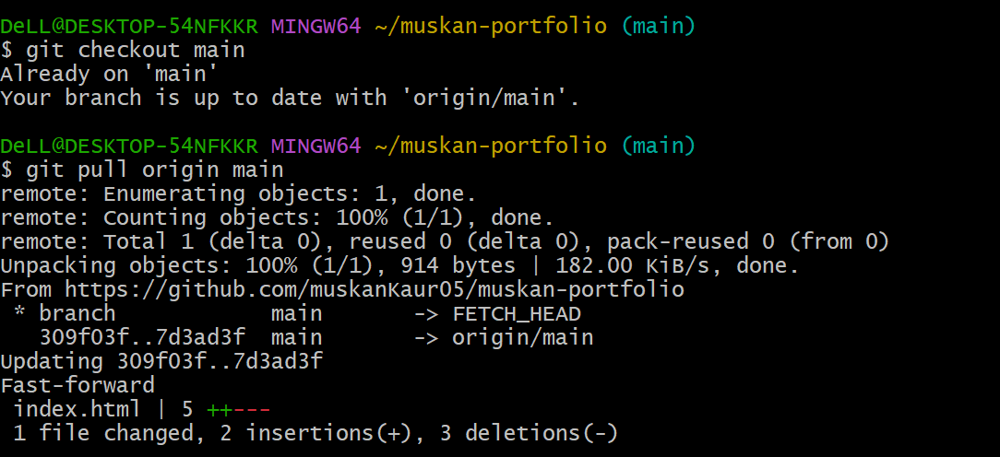 DeLL@DESKTOP-54NFKKR MINGW64 ~/muskan-portfolio (main)
$ git checkout main
Already on 'main'
Your branch is up to date with 'origin/main'.
DeLL@DESKTOP-54NFKKR MINGW64 ~/muskan-portfolio (main)
$ git pull origin main
remote: Enumerating objects: 1, done.
remote: Counting objects: 100% (1/1), done.
remote: Total 1 (delta 0), reused 0 (delta 0), pack-reused 0 (from 0)
Unpacking objects: 100% (1/1), 914 bytes | 182.00 KiB/s, done.
From https://github.com/muskanKaur05/muskan-portfolio
 * branch            main       -> FETCH_HEAD
   309f03f..7d3ad3f  main       -> origin/main
Updating 309f03f..7d3ad3f
Fast-forward
 index.html | 5 ++---
 1 file changed, 2 insertions(+), 3 deletions(-)